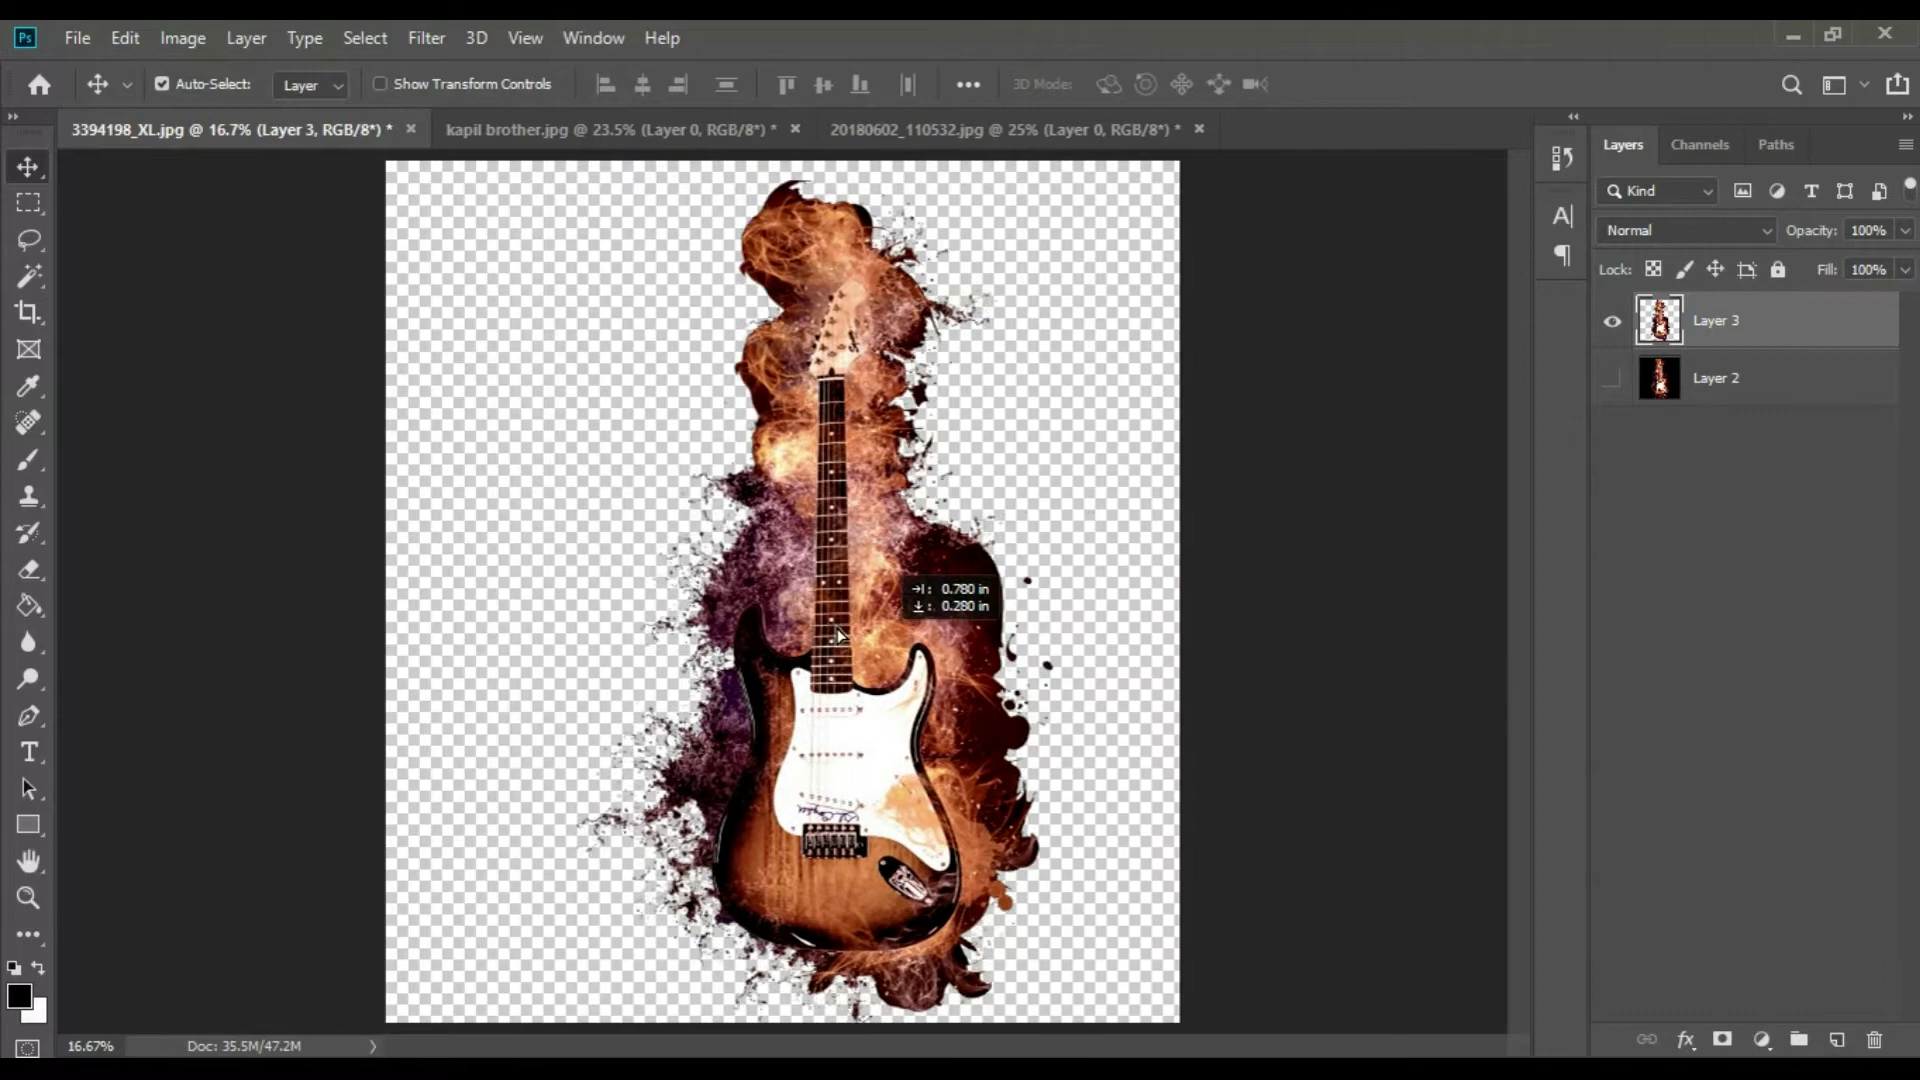 Ps File Edit Image Layer Type Select Filter 3D View Window Help
Auto-Select: Layer Show Transform Controls 3D Mode:
3394198_XL.jpg @ 16.7% (Layer 3, RGB/8*) * kapil brother.jpg @ 23.5% (Layer 0, RGB/8*) * 20180602_110532.jpg @ 25% (Layer 0, RGB/8*) *
Layers Channels Paths
Kind
Normal Opacity: 100%
Lock: Fill: 100%
Layer 3
Layer 2
0.780 in
0.280 in
16.67% Doc: 35.5M/47.2M